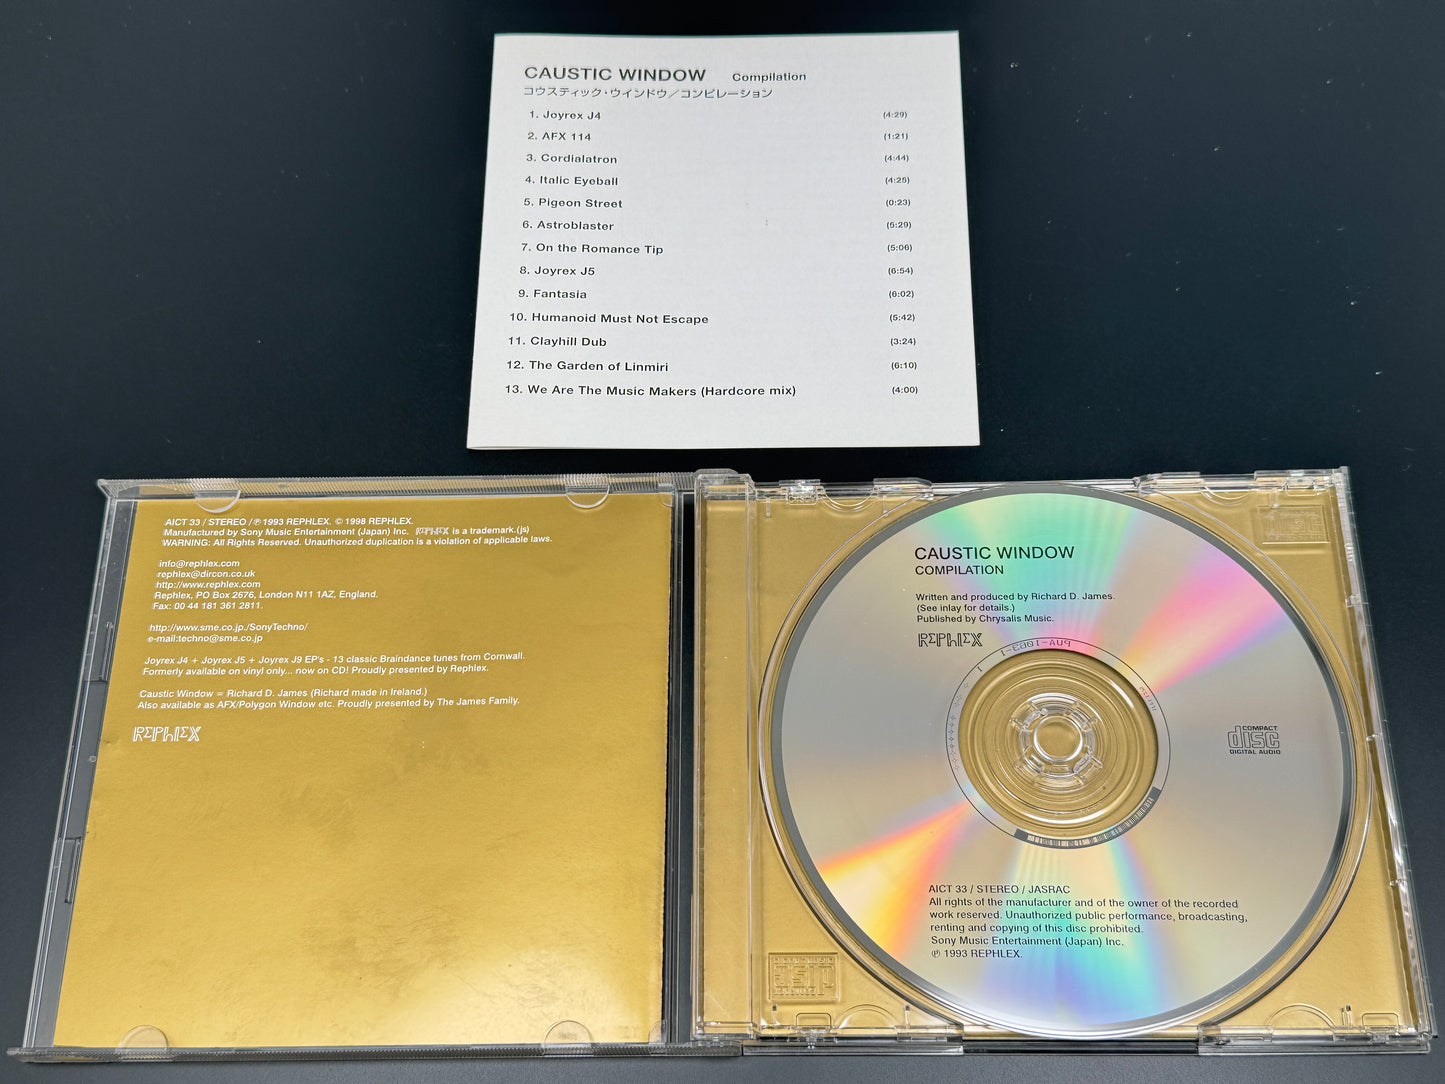 CAUSTIC WINDOW Compilation
コウスティック・ウインドウ／コンピレーション
1. Joyrex J4 (4:29)
2. AFX 114 (1:21)
3. Cordialatron (4:44)
4. Italic Eyeball (4:25)
5. Pigeon Street (0:23)
6. Astroblaster (5:29)
7. On the Romance Tip (5:06)
8. Joyrex J5 (6:54)
9. Fantasia (6:02)
10. Humanoid Must Not Escape (5:42)
11. Clayhill Dub (3:24)
12. The Garden of Linmiri (6:10)
13. We Are The Music Makers (Hardcore mix) (4:00)
AICT 33 / STEREO / ℗ 1993 REPHLEX. © 1998 REPHLEX.
Manufactured by Sony Music Entertainment (Japan) Inc. REPHLEX is a trademark.(js)
WARNING: All Rights Reserved. Unauthorized duplication is a violation of applicable laws.
info@rephlex.com
rephlex@dircon.co.uk
http://www.rephlex.com
Rephlex, PO Box 2676, London N11 1AZ, England.
Fax: 00 44 181 361 2811.
http://www.sme.co.jp./SonyTechno/
e-mail:techno@sme.co.jp
Joyrex J4 + Joyrex J5 + Joyrex J9 EP's - 13 classic Braindance tunes from Cornwall.
Formerly available on vinyl only... now on CD! Proudly presented by Rephlex.
Caustic Window = Richard D. James (Richard made in Ireland.)
Also available as AFX/Polygon Window etc. Proudly presented by The James Family.
REPHLEX
CAUSTIC WINDOW
COMPILATION
Written and produced by Richard D. James.
(See inlay for details.)
Published by Chrysalis Music.
REPHLEX
COMPACT
disc
DIGITAL AUDIO
AICT 33 / STEREO / JASRAC
All rights of the manufacturer and of the owner of the recorded
work reserved. Unauthorized public performance, broadcasting,
renting and copying of this disc prohibited.
Sony Music Entertainment (Japan) Inc.
℗ 1993 REPHLEX.